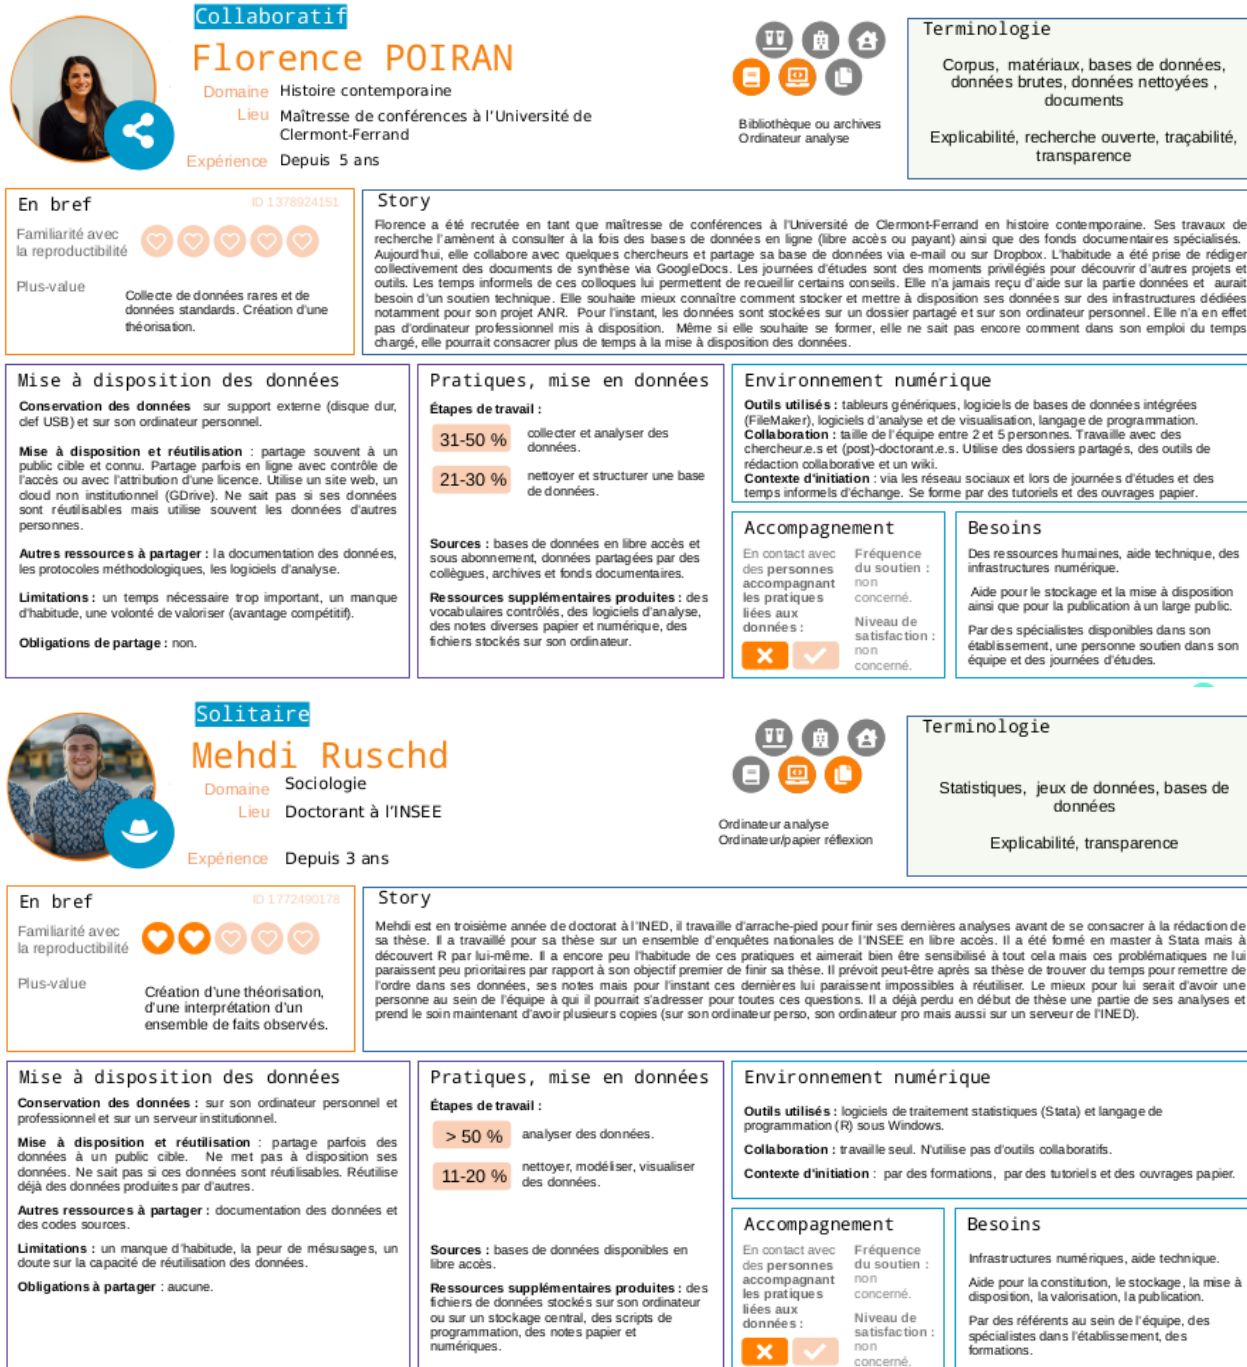 Collaboratif
Florence POIRAN
Domaine Histoire contemporaine
Lieu Maîtresse de conférences à l'Université de
Clermont-Ferrand
Expérience Depuis 5 ans
Bibliothèque ou archives
Ordinateur analyse
Terminologie
Corpus, matériaux, bases de données,
données brutes, données nettoyées ,
documents
Explicabilité, recherche ouverte, traçabilité,
transparence
En bref ID 1378924151
Familiarité avec
la reproductibilité
Plus-value
Collecte de données rares et de
données standards. Création d'une
théorisation.
Story
Florence a été recrutée en tant que maîtresse de conférences à l'Université de Clermont-Ferrand en histoire contemporaine. Ses travaux de
recherche l'amènent à consulter à la fois des bases de données en ligne (libre accès ou payant) ainsi que des fonds documentaires spécialisés.
Aujourd'hui, elle collabore avec quelques chercheurs et partage sa base de données via e-mail ou sur Dropbox. L'habitude a été prise de rédiger
collectivement des documents de synthèse via GoogleDocs. Les journées d'études sont des moments privilégiés pour découvrir d'autres projets et
outils. Les temps informels de ces colloques lui permettent de recueillir certains conseils. Elle n'a jamais reçu d'aide sur la partie données et aurait
besoin d'un soutien technique. Elle souhaite mieux connaître comment stocker et mettre à disposition ses données sur des infrastructures dédiées
notamment pour son projet ANR. Pour l'instant, les données sont stockées sur un dossier partagé et sur son ordinateur personnel. Elle n'a en effet
pas d'ordinateur professionnel mis à disposition. Même si elle souhaite se former, elle ne sait pas encore comment dans son emploi du temps
chargé, elle pourrait consacrer plus de temps à la mise à disposition des données.
Mise à disposition des données
Conservation des données sur support externe (disque dur,
clef USB) et sur son ordinateur personnel.
Mise à disposition et réutilisation : partage souvent à un
public cible et connu. Partage parfois en ligne avec contrôle de
l'accès ou avec l'attribution d'une licence. Utilise un site web, un
cloud non institutionnel (GDrive). Ne sait pas si ses données
sont réutilisables mais utilise souvent les données d'autres
personnes.
Autres ressources à partager : la documentation des données,
les protocoles méthodologiques, les logiciels d'analyse.
Limitations : un temps nécessaire trop important, un manque
d'habitude, une volonté de valoriser (avantage compétitif).
Obligations de partage : non.
Pratiques, mise en données
Étapes de travail :
31-50 % collecter et analyser des
données.
21-30 % nettoyer et structurer une base
de données.
Sources : bases de données en libre accès et
sous abonnement, données partagées par des
collègues, archives et fonds documentaires.
Ressources supplémentaires produites : des
vocabulaires contrôlés, des logiciels d'analyse,
des notes diverses papier et numérique, des
fichiers stockés sur son ordinateur.
Environnement numérique
Outils utilisés : tableurs génériques, logiciels de bases de données intégrées
(FileMaker), logiciels d'analyse et de visualisation, langage de programmation.
Collaboration : taille de l'équipe entre 2 et 5 personnes. Travaille avec des
chercheur.e.s et (post)-doctorant.e.s. Utilise des dossiers partagés, des outils de
rédaction collaborative et un wiki.
Contexte d'initiation : via les réseau sociaux et lors de journées d'études et des
temps informels d'échange. Se forme par des tutoriels et des ouvrages papier.
Accompagnement
En contact avec
des personnes
accompagnant
les pratiques
liées aux
données :
Fréquence
du soutien :
non
concerné.
Niveau de
satisfaction :
non
concerné.
Besoins
Des ressources humaines, aide technique, des
infrastructures numérique.
Aide pour le stockage et la mise à disposition
ainsi que pour la publication à un large public.
Par des spécialistes disponibles dans son
établissement, une personne soutien dans son
équipe et des journées d'études.
Solitaire
Mehdi Ruschd
Domaine Sociologie
Lieu Doctorant à l'INSEE
Expérience Depuis 3 ans
Ordinateur analyse
Ordinateur/papier réflexion
Terminologie
Statistiques, jeux de données, bases de
données
Explicabilité, transparence
En bref ID 1772490178
Familiarité avec
la reproductibilité
Plus-value
Création d'une théorisation,
d'une interprétation d'un
ensemble de faits observés.
Story
Mehdi est en troisième année de doctorat à l'INED, il travaille d'arrache-pied pour finir ses dernières analyses avant de se consacrer à la rédaction de
sa thèse. Il a travaillé pour sa thèse sur un ensemble d'enquêtes nationales de l'INSEE en libre accès. Il a été formé en master à Stata mais à
découvert R par lui-même. Il a encore peu l'habitude de ces pratiques et aimerait bien être sensibilisé à tout cela mais ces problématiques ne lui
paraissent peu prioritaires par rapport à son objectif premier de finir sa thèse. Il prévoit peut-être après sa thèse de trouver du temps pour remettre de
l'ordre dans ses données, ses notes mais pour l'instant ces dernières lui paraissent impossibles à réutiliser. Le mieux pour lui serait d'avoir une
personne au sein de l'équipe à qui il pourrait s'adresser pour toutes ces questions. Il a déjà perdu en début de thèse une partie de ses analyses et
prend le soin maintenant d'avoir plusieurs copies (sur son ordinateur perso, son ordinateur pro mais aussi sur un serveur de l'INED).
Mise à disposition des données
Conservation des données : sur son ordinateur personnel et
professionnel et sur un serveur institutionnel.
Mise à disposition et réutilisation : partage parfois des
données à un public cible. Ne met pas à disposition ses
données. Ne sait pas si ces données sont réutilisables. Réutilise
déjà des données produites par d'autres.
Autres ressources à partager : documentation des données et
des codes sources.
Limitations : un manque d'habitude, la peur de mésusages, un
doute sur la capacité de réutilisation des données.
Obligations à partager : aucune.
Pratiques, mise en données
Étapes de travail :
> 50 % analyser des données.
11-20 % nettoyer, modéliser, visualiser
des données.
Sources : bases de données disponibles en
libre accès.
Ressources supplémentaires produites : des
fichiers de données stockés sur son ordinateur
ou sur un stockage central, des scripts de
programmation, des notes papier et
numériques.
Environnement numérique
Outils utilisés : logiciels de traitement statistiques (Stata) et langage de
programmation (R) sous Windows.
Collaboration : travaille seul. N'utilise pas d'outils collaboratifs.
Contexte d'initiation : par des formations, par des tutoriels et des ouvrages papier.
Accompagnement
En contact avec
des personnes
accompagnant
les pratiques
liées aux
données :
Fréquence
du soutien :
non
concerné.
Niveau de
satisfaction :
non
concerné.
Besoins
Infrastructures numériques, aide technique.
Aide pour la constitution, le stockage, la mise à
disposition, la valorisation, la publication.
Par des référents au sein de l'équipe, des
spécialistes dans l'établissement, des
formations.